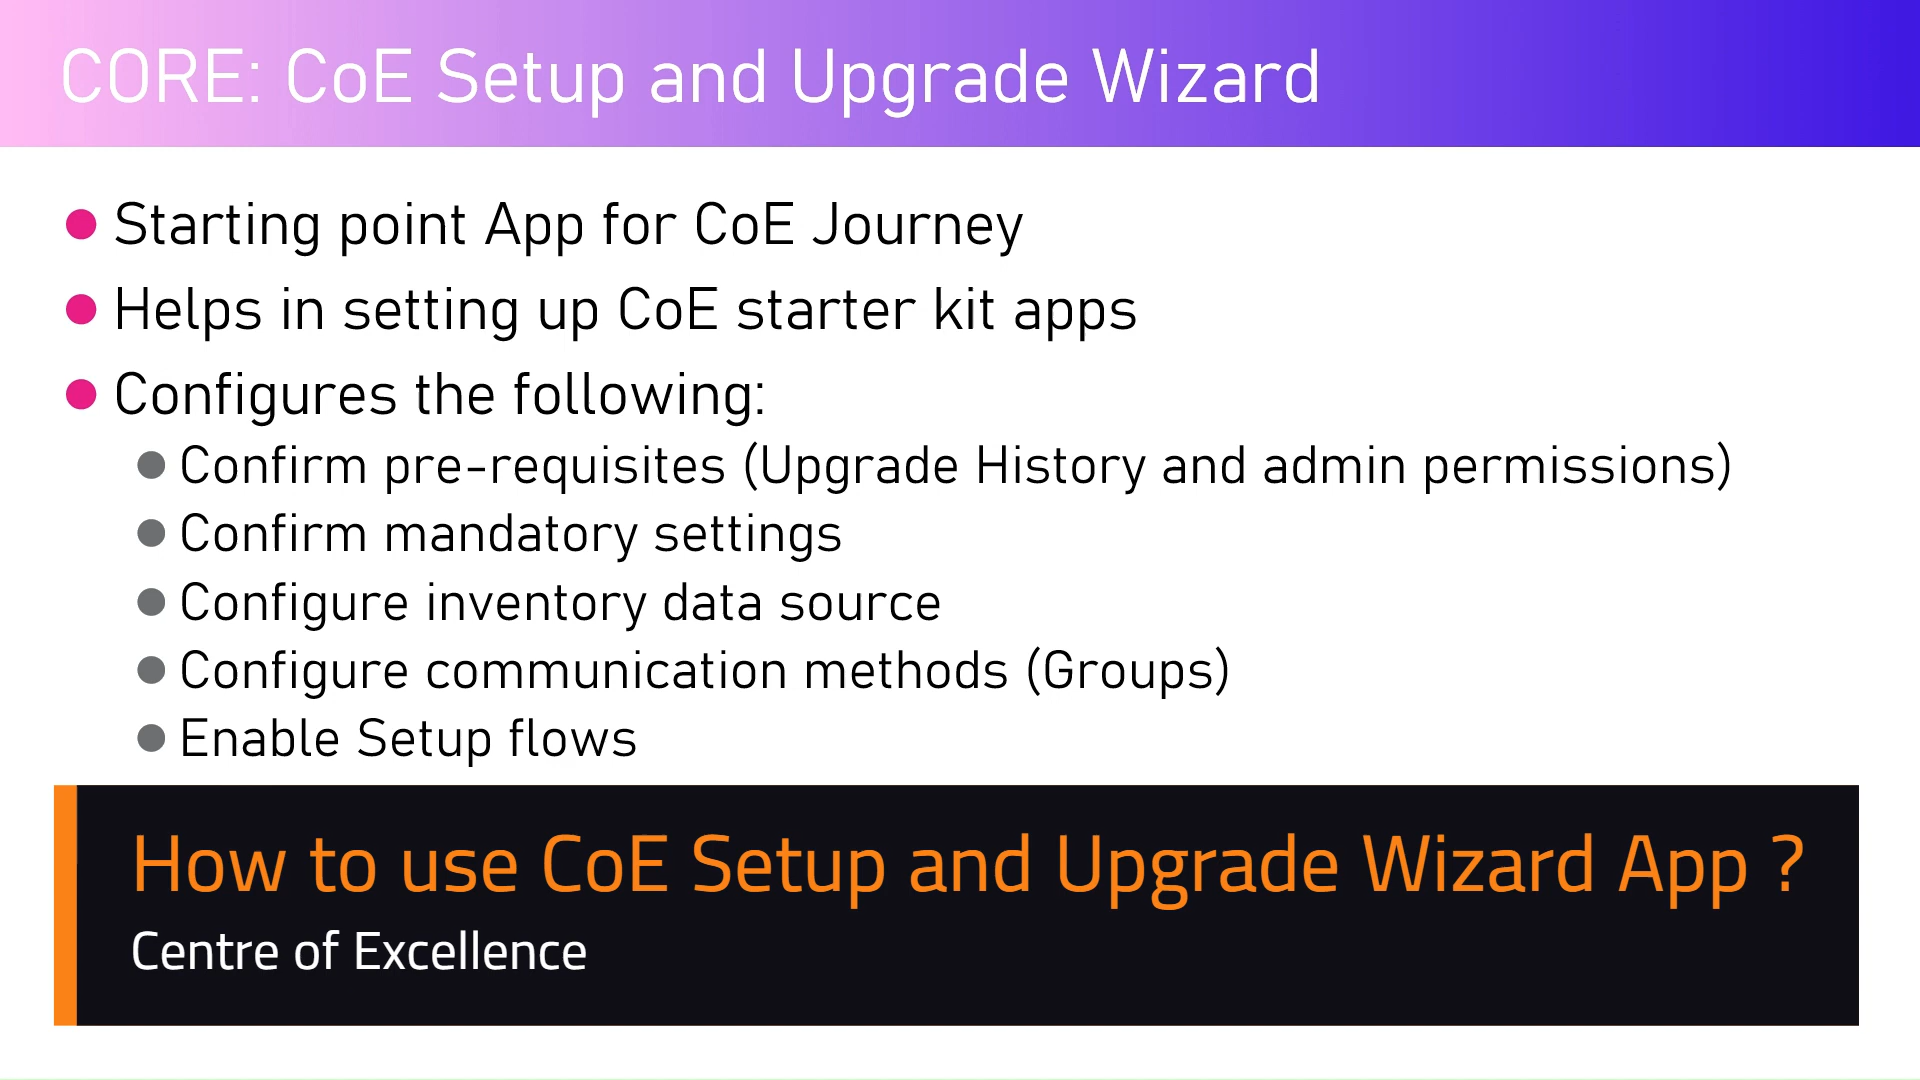 CORE: CoE Setup and Upgrade Wizard
Starting point App for CoE Journey
Helps in setting up CoE starter kit apps
Configures the following:
Confirm pre-requisites (Upgrade History and admin permissions)
Confirm mandatory settings
Configure inventory data source
Configure communication methods (Groups)
Enable Setup flows
How to use CoE Setup and Upgrade Wizard App ?
Centre of Excellence